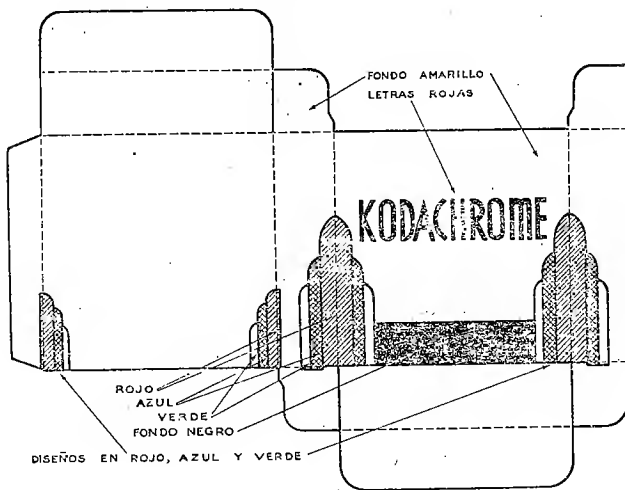 FONDO AMARILLO
LETRAS ROJAS
KODACHROME
ROJO
AZUL
VERDE
FONDO NEGRO
DISEÑOS EN ROJO, AZUL Y VERDE